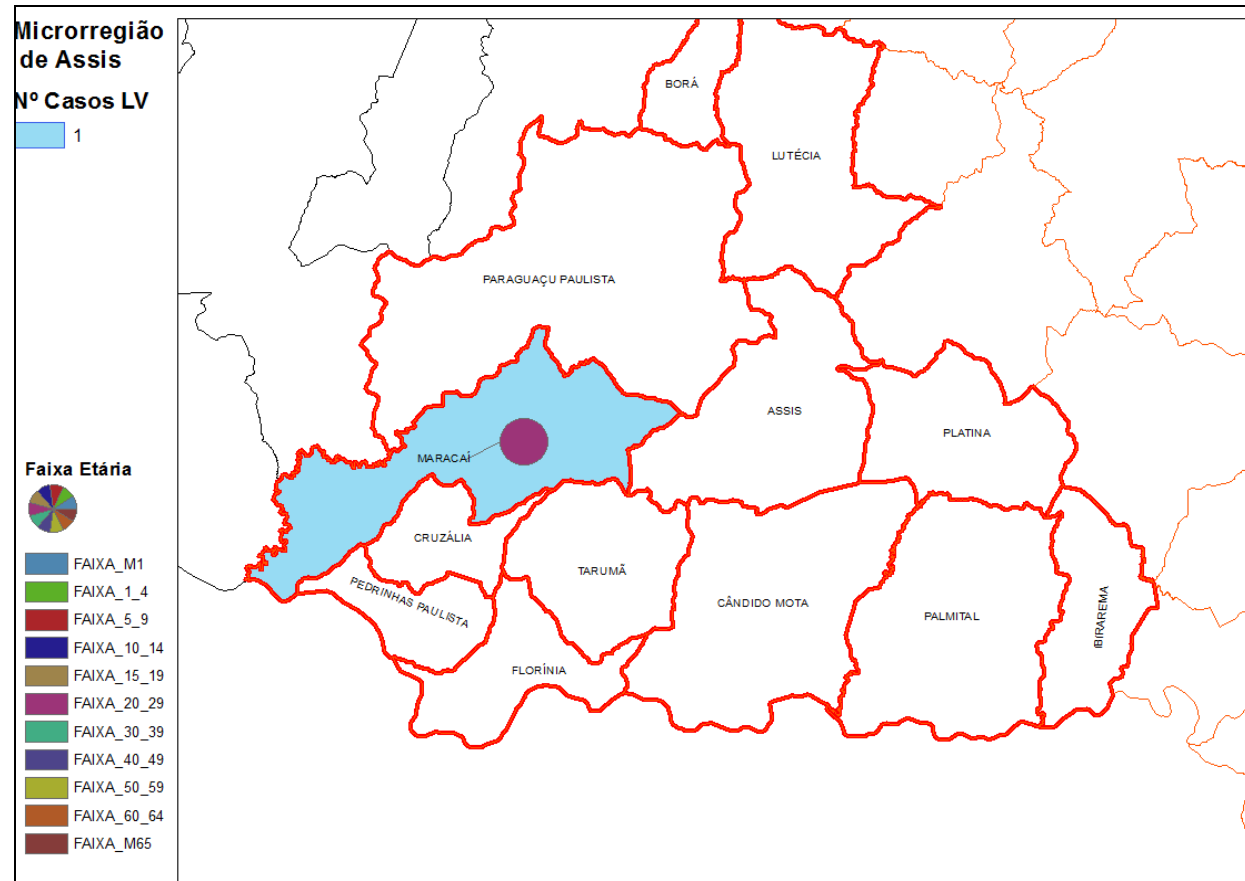 Microrregião
de Assis
Nº Casos LV
1
Faixa Etária
FAIXA_M1
FAIXA_1_4
FAIXA_5_9
FAIXA_10_14
FAIXA_15_19
FAIXA_20_29
FAIXA_30_39
FAIXA_40_49
FAIXA_50_59
FAIXA_60_64
FAIXA_M65
BORÁ
LUTÉCIA
PARAGUAÇU PAULISTA
ASSIS
PLATINA
MARACAÍ
CRUZÁLIA
TARUMÃ
PEDRINHAS PAULISTA
CÂNDIDO MOTA
PALMITAL
IBIRAREMA
FLORÍNIA